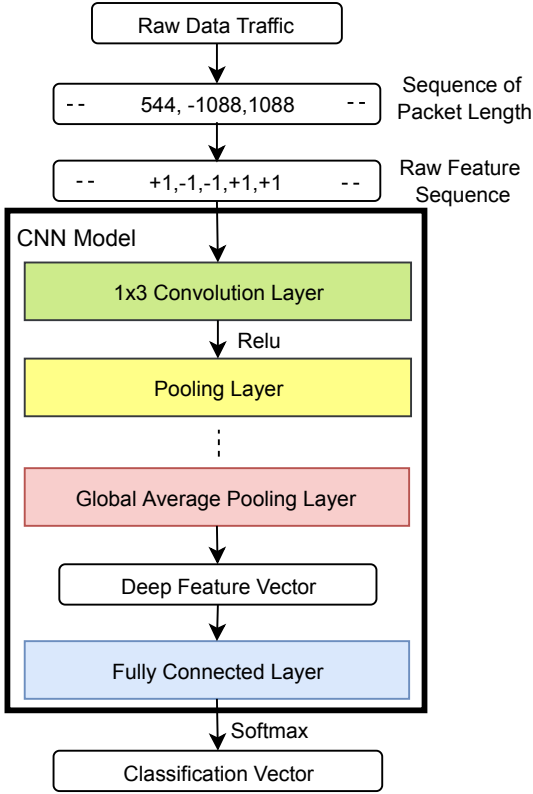 Raw Data Traffic
-- 544, -1088,1088 --
Sequence of
Packet Length
-- +1,-1,-1,+1,+1 --
Raw Feature
Sequence
CNN Model
1x3 Convolution Layer
Relu
Pooling Layer
Global Average Pooling Layer
Deep Feature Vector
Fully Connected Layer
Softmax
Classification Vector